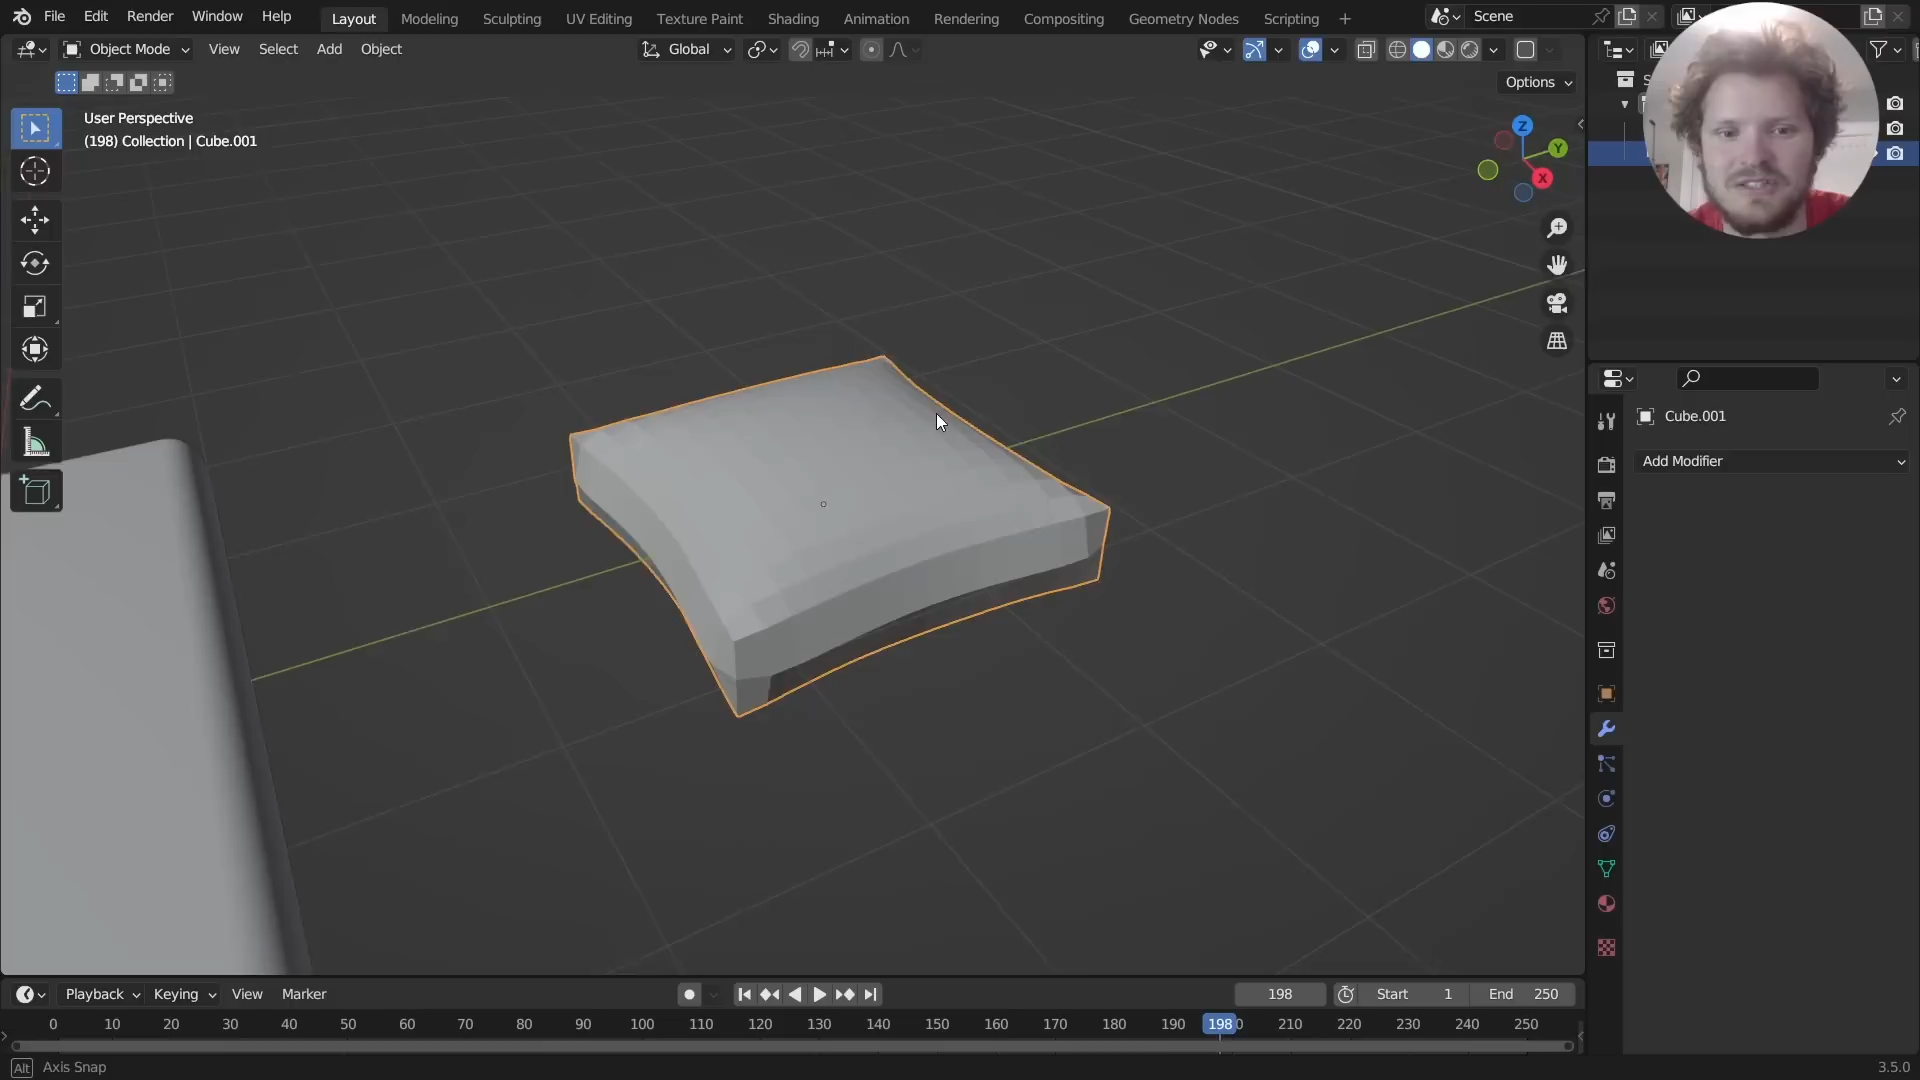 File Edit Render Window Help Layout Modeling Sculpting UV Editing Texture Paint Shading Animation Rendering Compositing Geometry Nodes Scripting + Scene
Object Mode View Select Add Object Global
Options
User Perspective
(198) Collection | Cube.001
Z
Y
X
Cube.001
Add Modifier
Playback Keying View Marker 198 Start 1 End 250
0 10 20 30 40 50 60 70 80 90 100 110 120 130 140 150 160 170 180 190 198 210 220 230 240 250
Alt Axis Snap 3.5.0